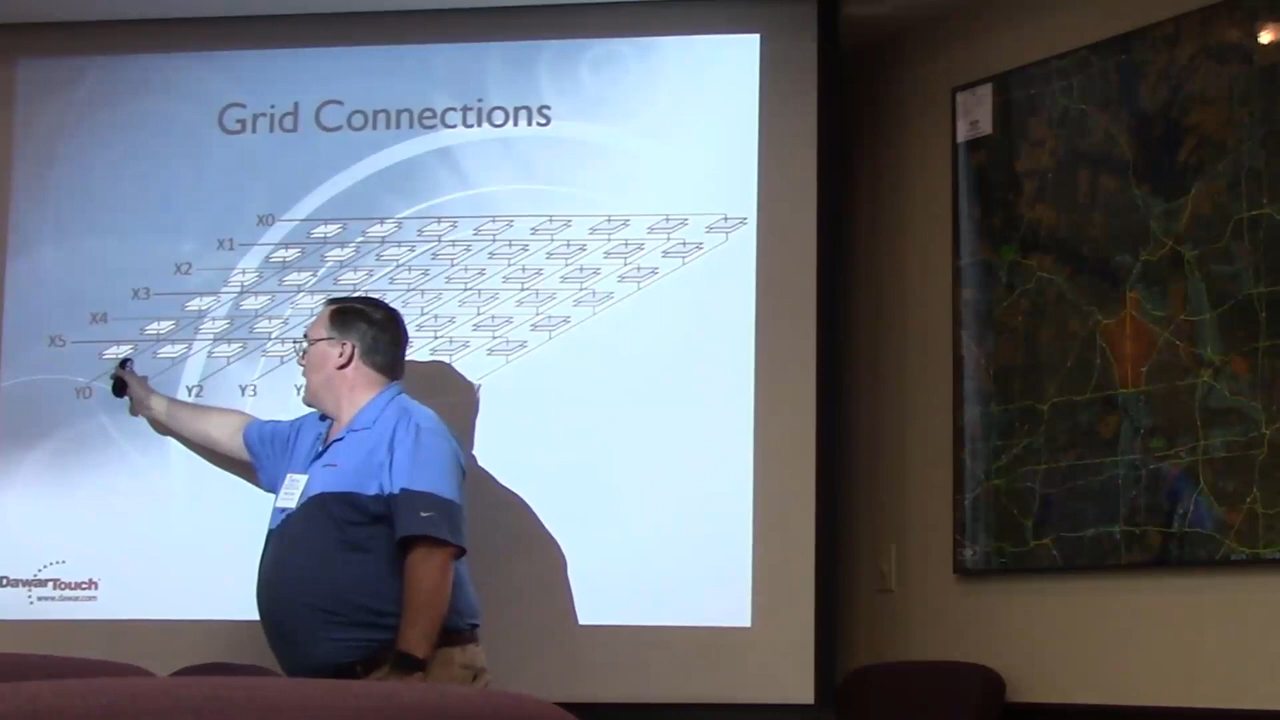 Grid Connections
X0
X1
X2
X3
X4
X5
Y0
Y2
Y3
DawarTouch
www.dawar.com